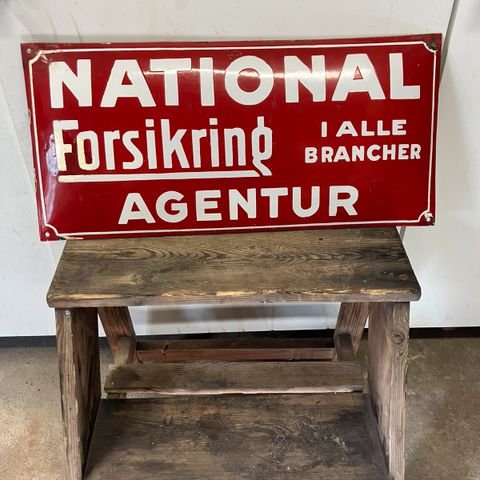 NATIONAL
Forsikring
I ALLE
BRANCHER
AGENTUR